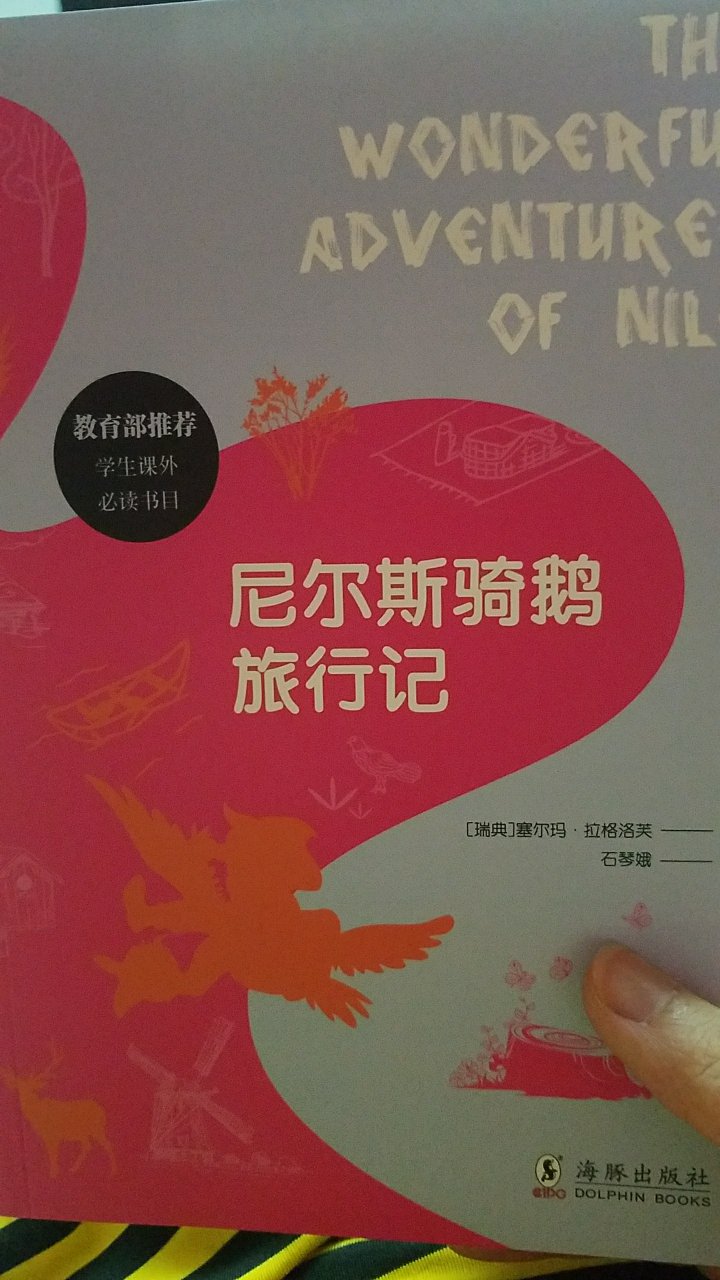 TH
WONDERFU
ADVENTURE
OF NIL
教育部推荐
学生课外
必读书目
尼尔斯骑鹅
旅行记
[瑞典]塞尔玛·拉格洛芙 ——
石琴娥 ——
CIPG
海豚出版社
DOLPHIN BOOKS